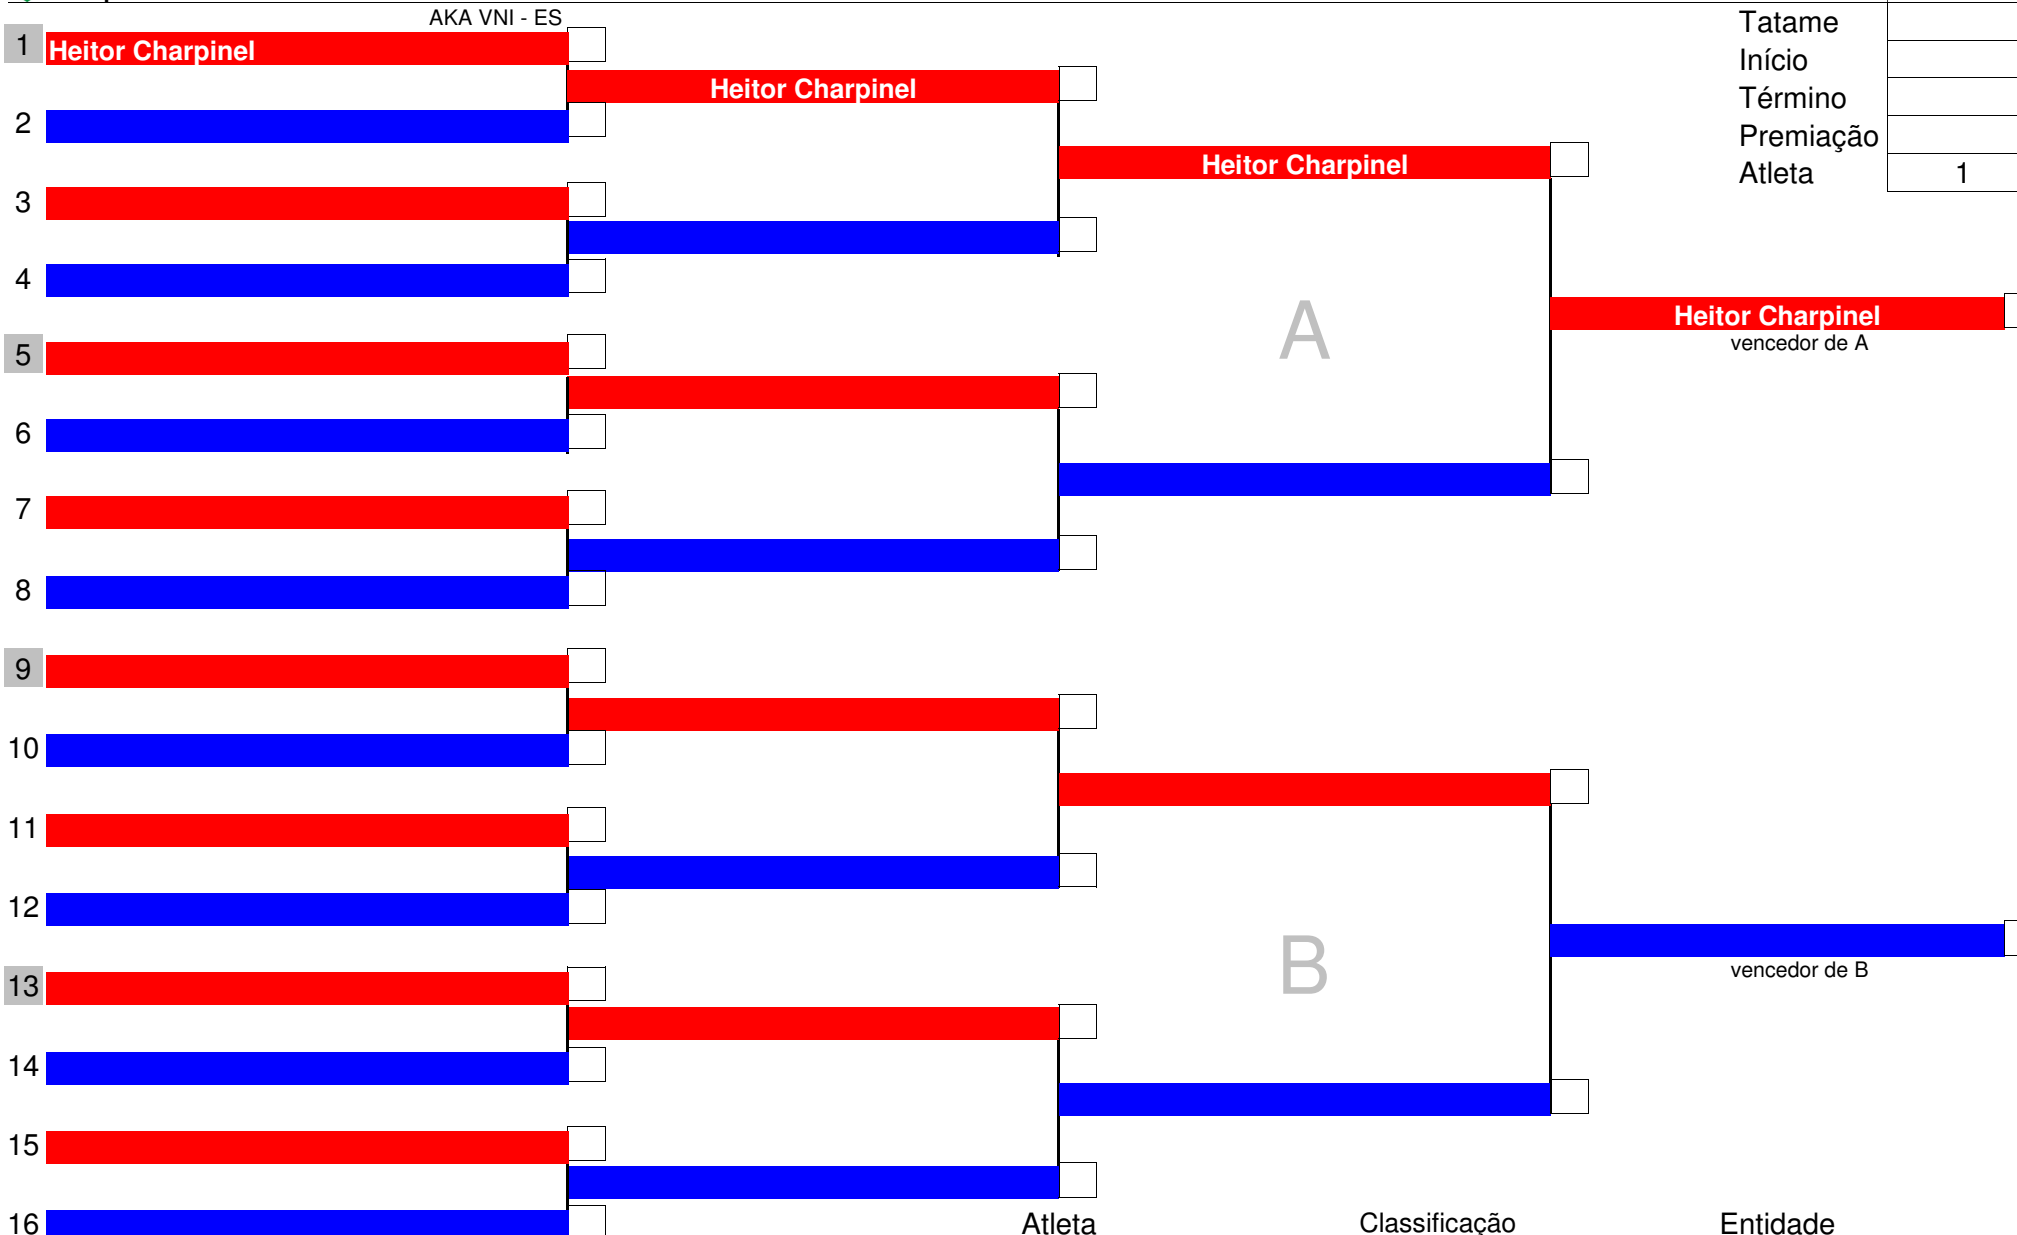 AKA VNI - ES
Tatame
1 Heitor Charpinel
Início
Heitor Charpinel
Término
2
Premiação
Heitor Charpinel
Atleta 1
3
4
Heitor Charpinel
A
vencedor de A
5
6
7
8
9
10
11
12
B
vencedor de B
13
14
15
16
Atleta Classificação Entidade